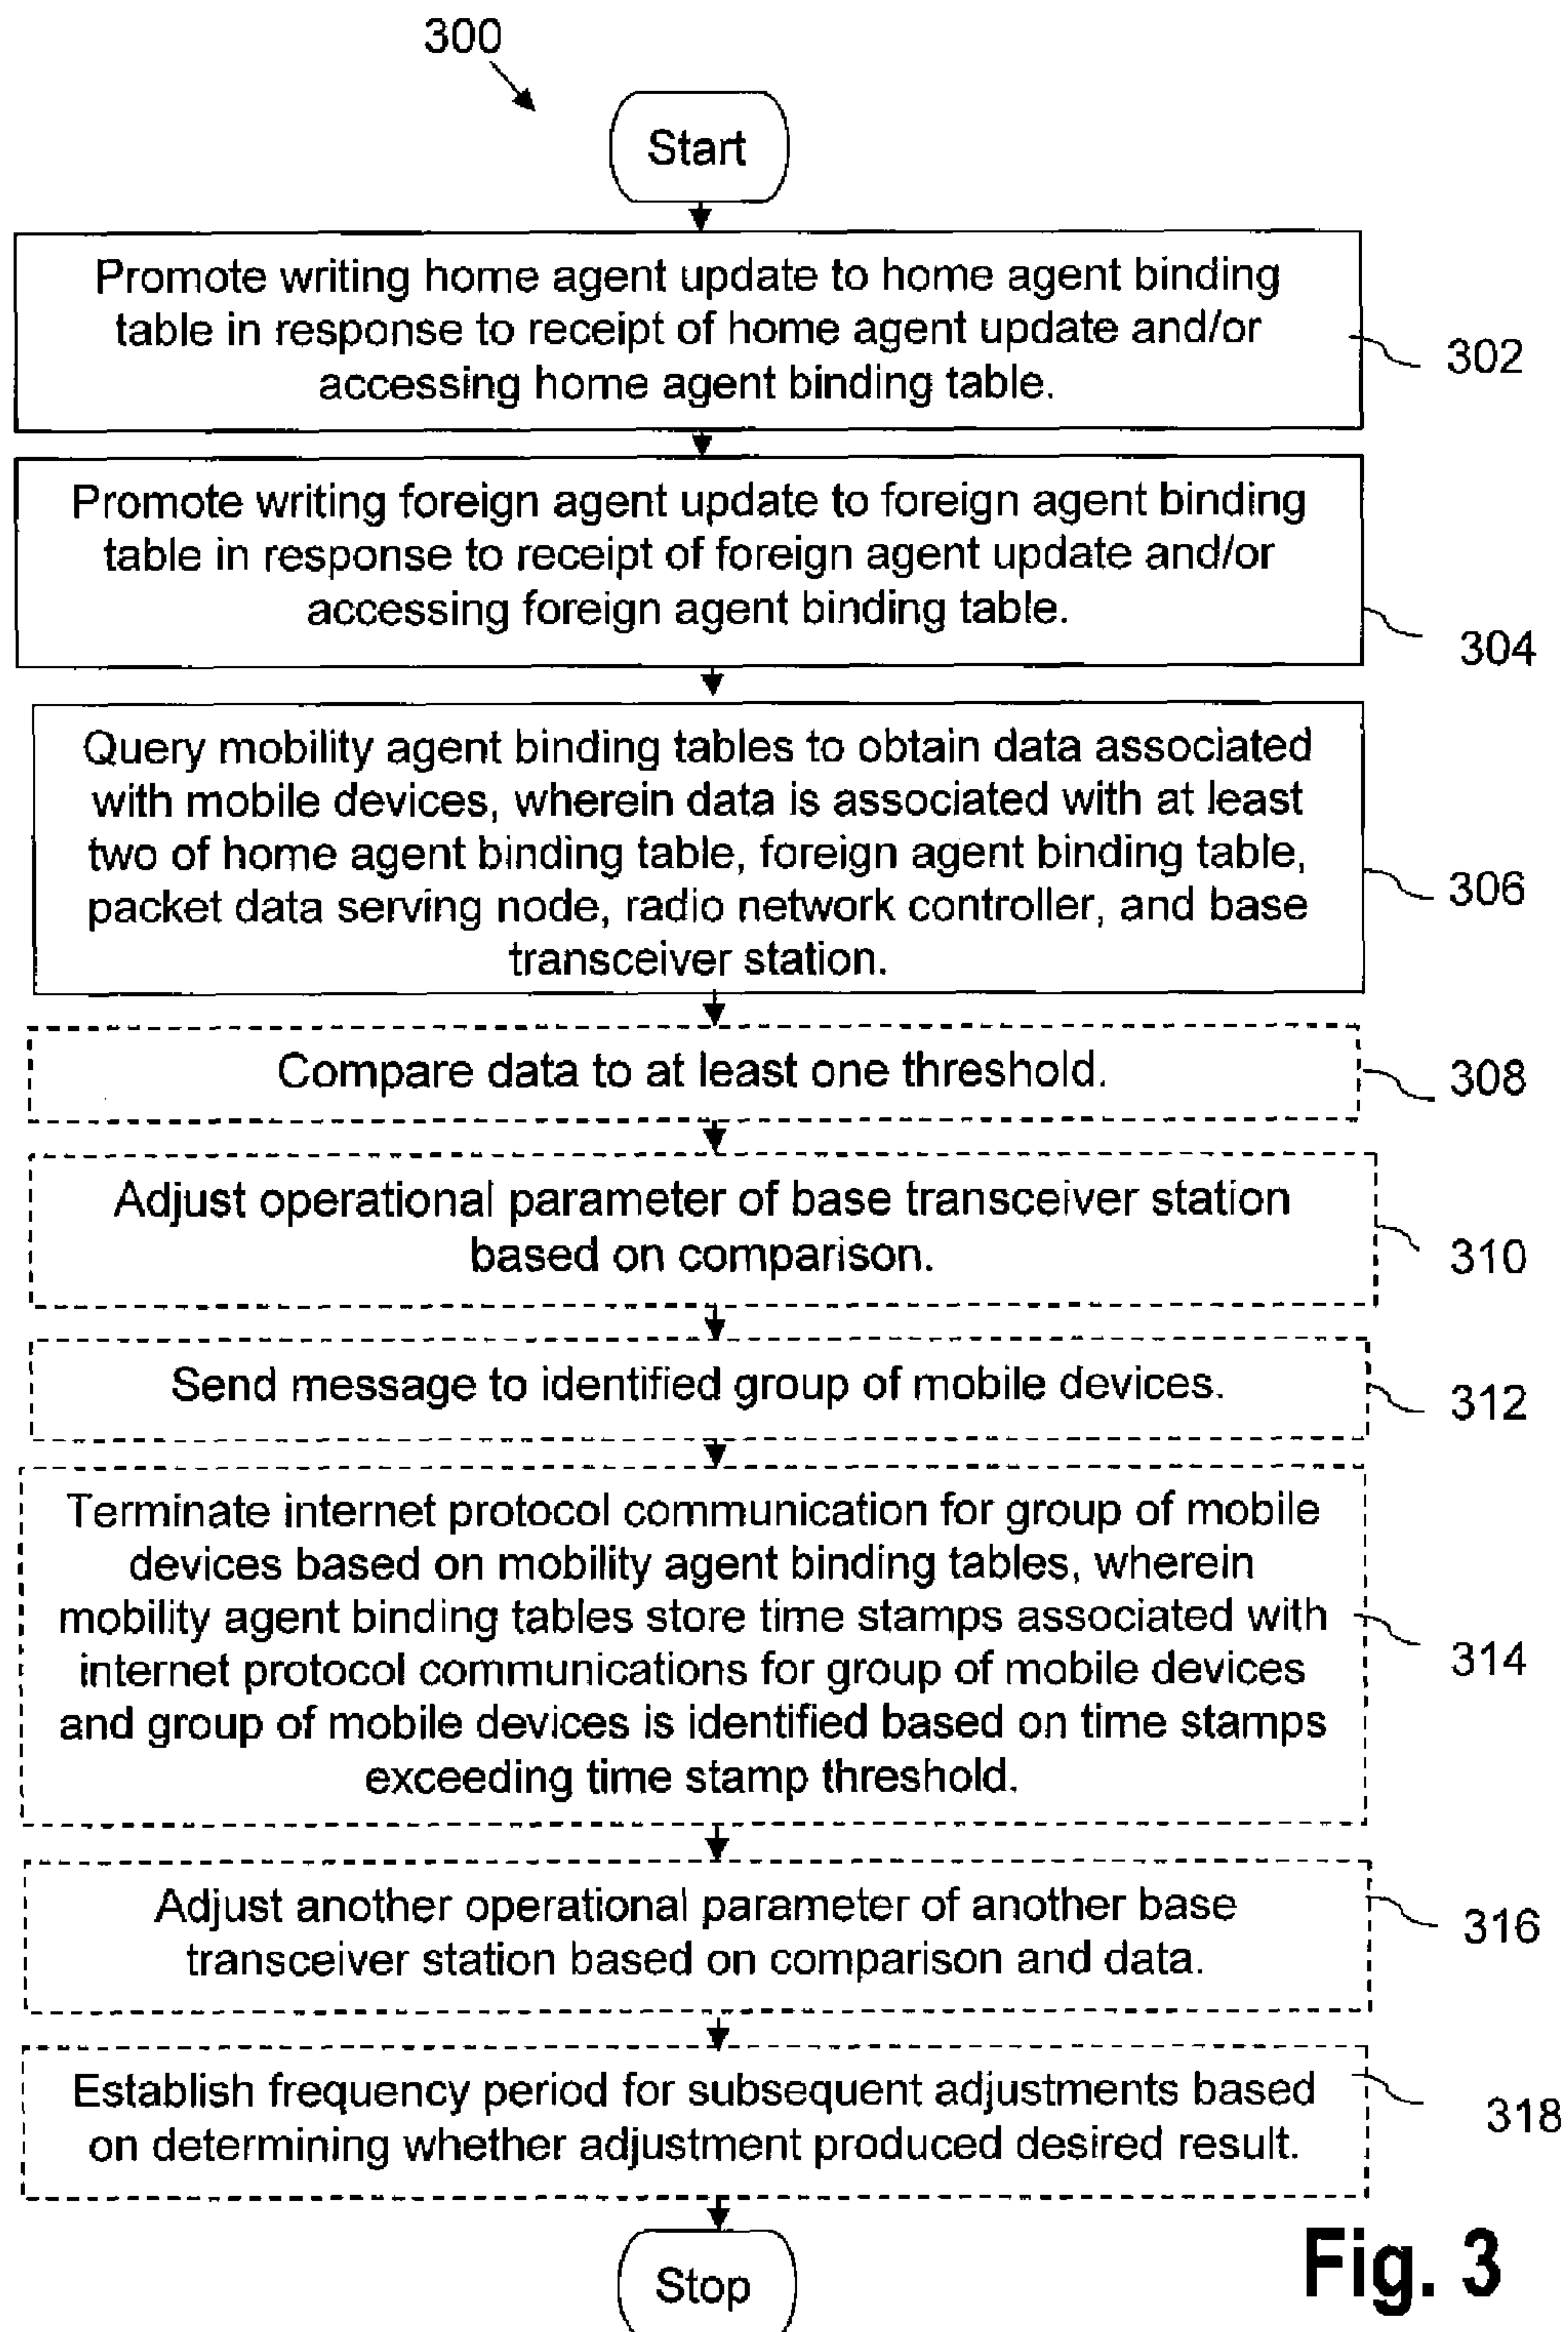 300
Start
Promote writing home agent update to home agent binding
table in response to receipt of home agent update and/or
accessing home agent binding table.
302
Promote writing foreign agent update to foreign agent binding
table in response to receipt of foreign agent update and/or
accessing foreign agent binding table.
304
Query mobility agent binding tables to obtain data associated
with mobile devices, wherein data is associated with at least
two of home agent binding table, foreign agent binding table,
packet data serving node, radio network controller, and base
transceiver station.
306
Compare data to at least one threshold.
308
Adjust operational parameter of base transceiver station
based on comparison.
310
Send message to identified group of mobile devices.
312
Terminate internet protocol communication for group of mobile
devices based on mobility agent binding tables, wherein
mobility agent binding tables store time stamps associated with
internet protocol communications for group of mobile devices
and group of mobile devices is identified based on time stamps
exceeding time stamp threshold.
314
Adjust another operational parameter of another base
transceiver station based on comparison and data.
316
Establish frequency period for subsequent adjustments based
on determining whether adjustment produced desired result.
318
Stop
Fig. 3